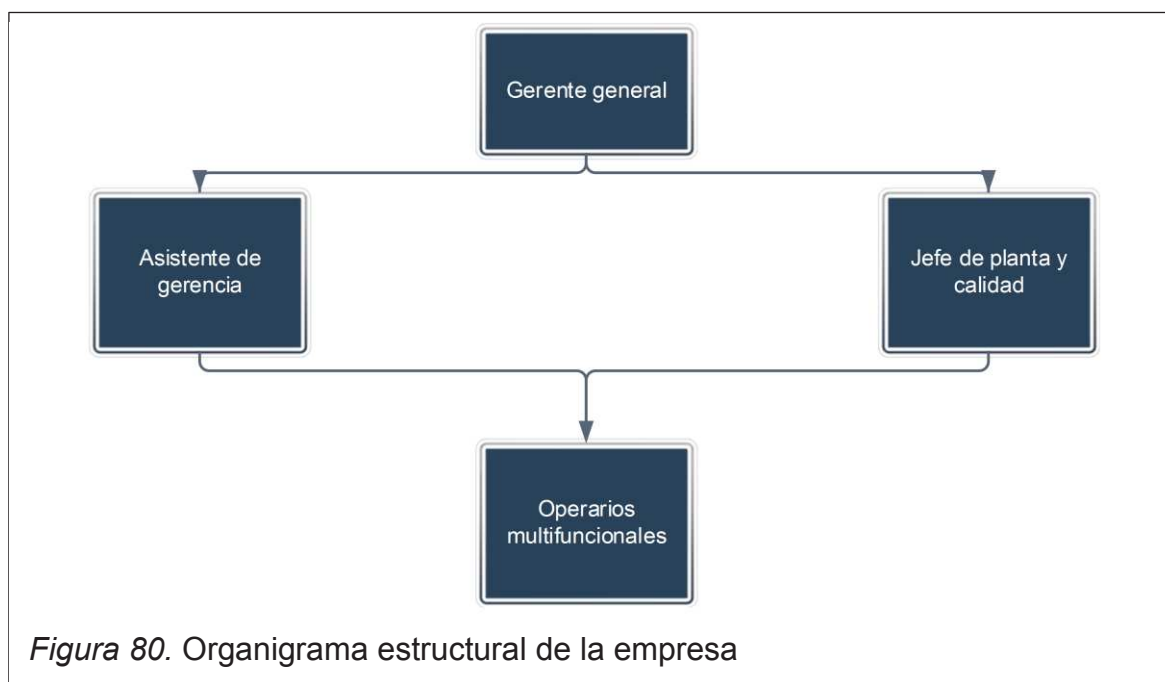 Gerente general
Asistente de
gerencia
Jefe de planta y
calidad
Operarios
multifuncionales
Figura 80. Organigrama estructural de la empresa